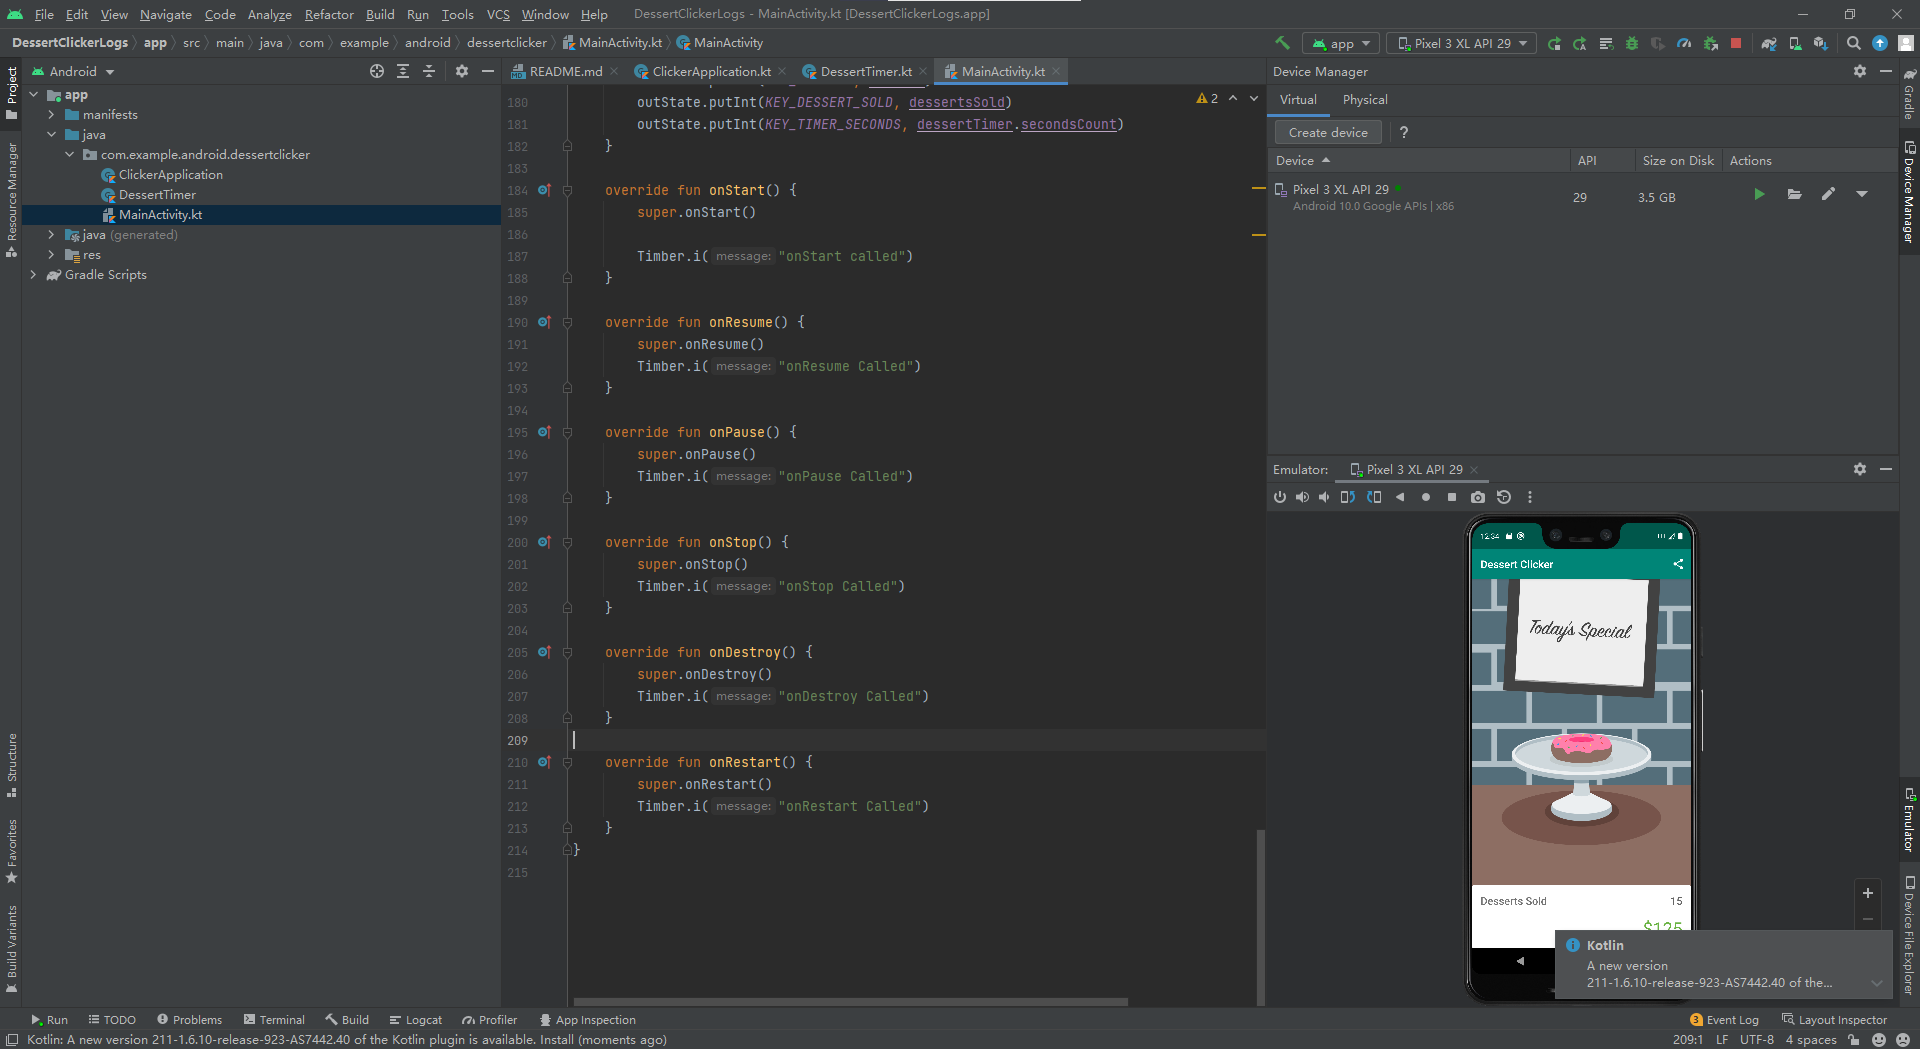 File Edit View Navigate Code Analyze Refactor Build Run Tools VCS Window Help DessertClickerLogs - MainActivity.kt [DessertClickerLogs.app]
DessertClickerLogs app src main java com example android dessertclicker MainActivity.kt MainActivity
app Pixel 3 XL API 29
Project
Resource Manager
Structure
Favorites
Build Variants
Android
app
manifests
java
com.example.android.dessertclicker
ClickerApplication
DessertTimer
MainActivity.kt
java (generated)
res
Gradle Scripts
README.md ClickerApplication.kt DessertTimer.kt MainActivity.kt
2
180 outState.putInt(KEY_DESSERT_SOLD, dessertsSold)
181 outState.putInt(KEY_TIMER_SECONDS, dessertTimer.secondsCount)
182 }
183
184 override fun onStart() {
185 super.onStart()
186
187 Timber.i( message: "onStart called")
188 }
189
190 override fun onResume() {
191 super.onResume()
192 Timber.i( message: "onResume Called")
193 }
194
195 override fun onPause() {
196 super.onPause()
197 Timber.i( message: "onPause Called")
198 }
199
200 override fun onStop() {
201 super.onStop()
202 Timber.i( message: "onStop Called")
203 }
204
205 override fun onDestroy() {
206 super.onDestroy()
207 Timber.i( message: "onDestroy Called")
208 }
209
210 override fun onRestart() {
211 super.onRestart()
212 Timber.i( message: "onRestart Called")
213 }
214 }
215
Device Manager
Virtual Physical
Create device ?
Device API Size on Disk Actions
Pixel 3 XL API 29
Android 10.0 Google APIs | x86
29 3.5 GB
Emulator: Pixel 3 XL API 29
12:34
Dessert Clicker
Today's Special
Desserts Sold 15
$125
Kotlin
A new version
211-1.6.10-release-923-AS7442.40 of the...
Gradle
Device Manager
Emulator
Device File Explorer
Run TODO Problems Terminal Build Logcat Profiler App Inspection
3 Event Log Layout Inspector
Kotlin: A new version 211-1.6.10-release-923-AS7442.40 of the Kotlin plugin is available. Install (moments ago)
209:1 LF UTF-8 4 spaces